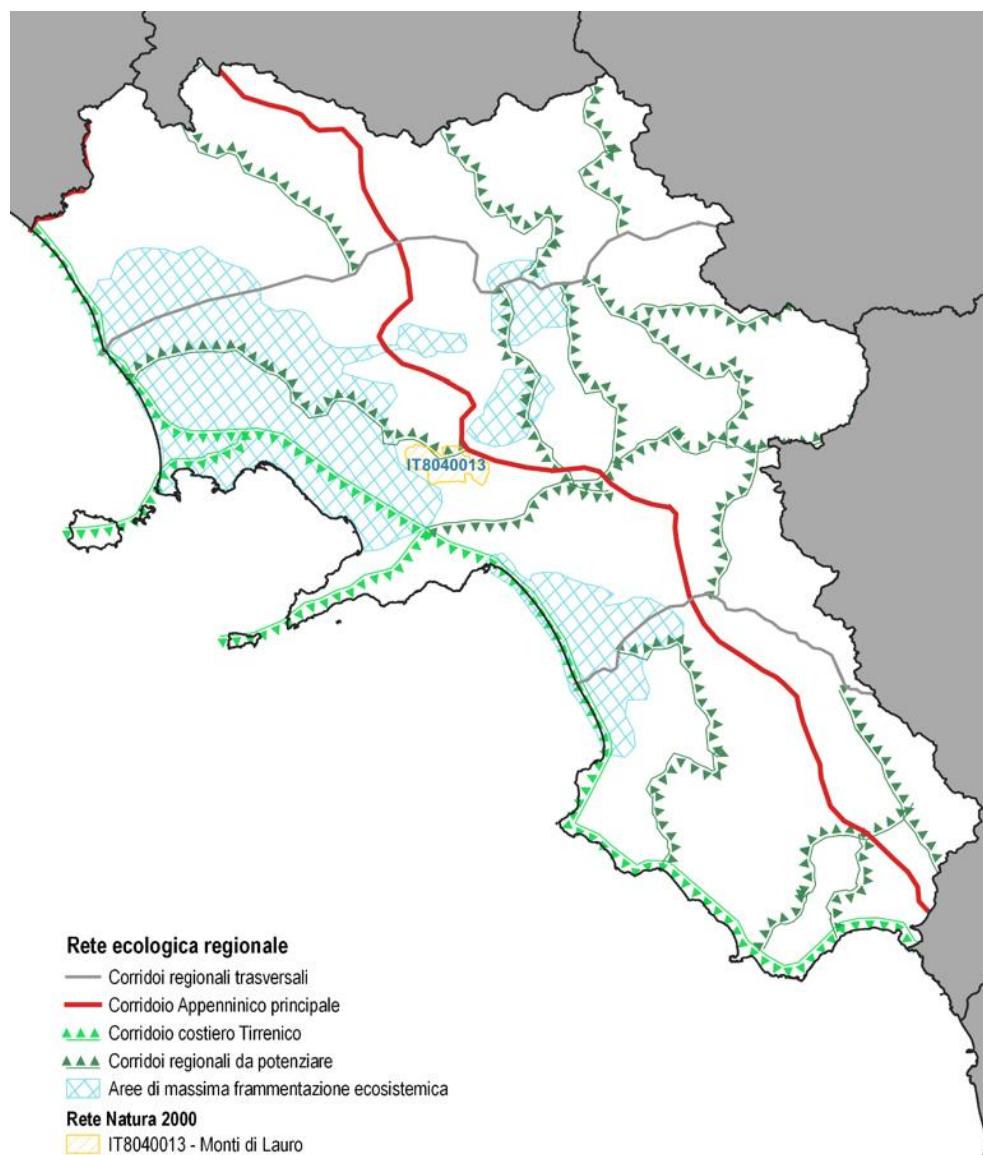 IT8040013
Rete ecologica regionale
Corridoi regionali trasversali
Corridoio Appenninico principale
Corridoio costiero Tirrenico
Corridoi regionali da potenziare
Aree di massima frammentazione ecosistemica
Rete Natura 2000
IT8040013 - Monti di Lauro